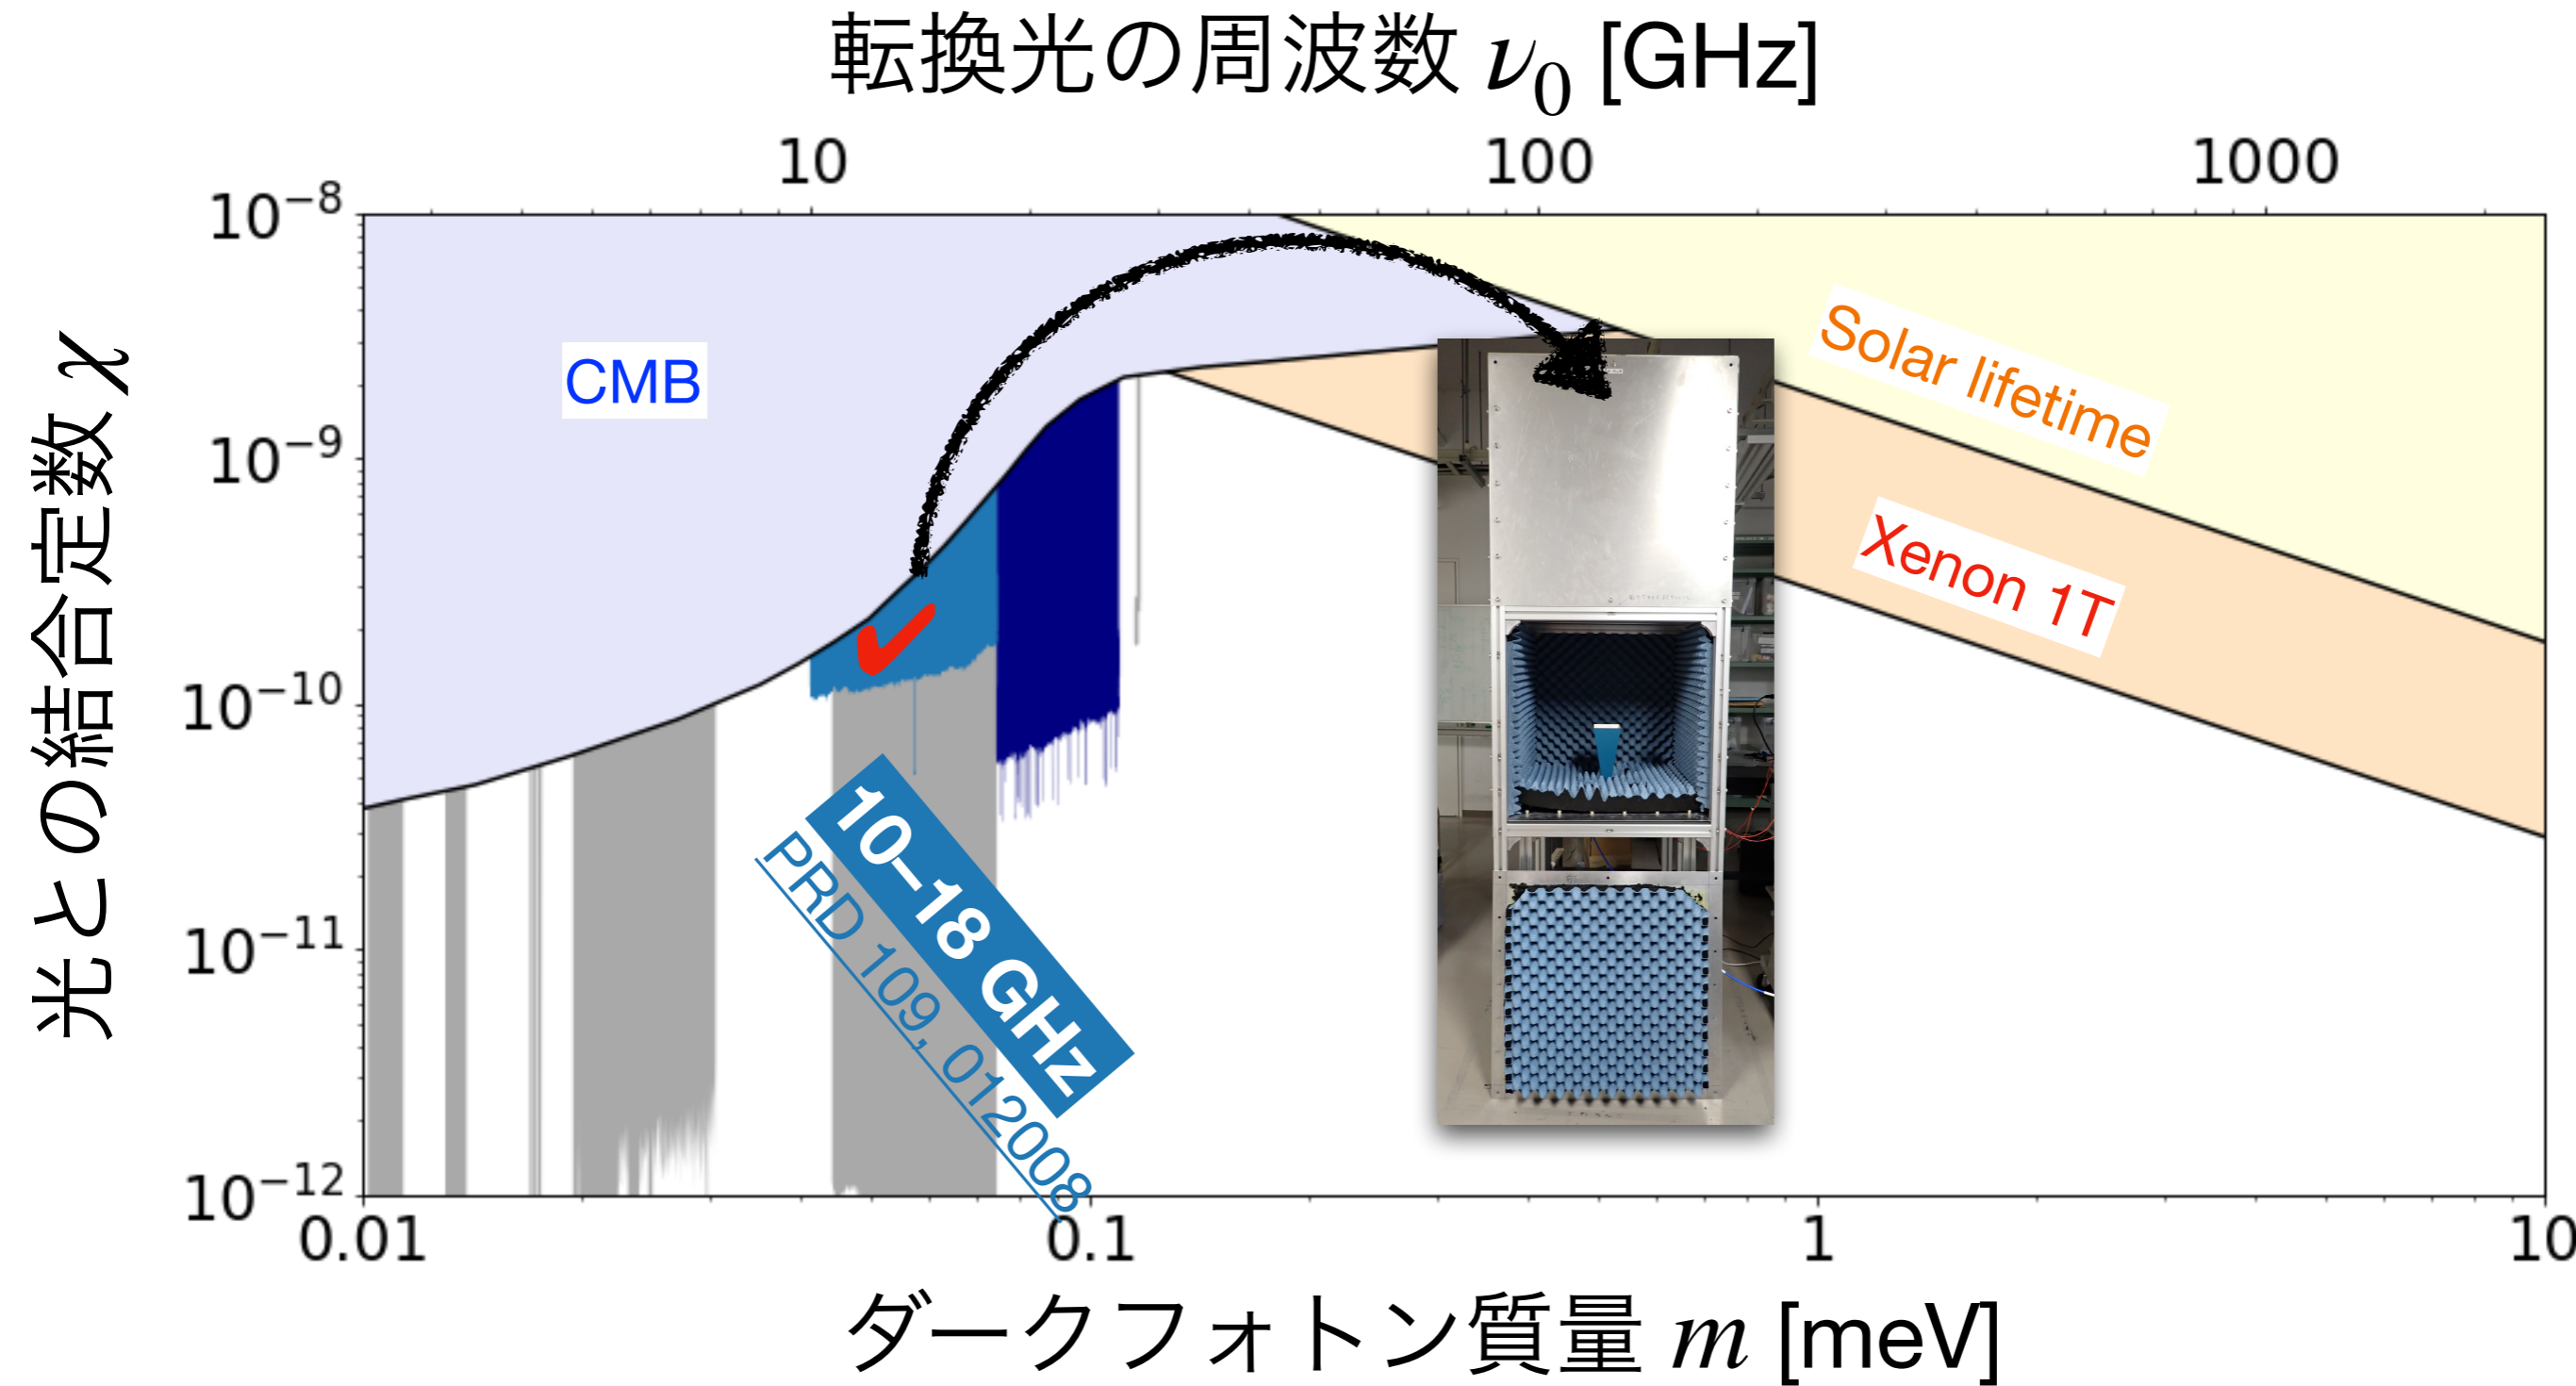 転換光の周波数 ν₀ [GHz]
10 100 1000
光との結合定数 χ
10⁻⁸
10⁻⁹
10⁻¹⁰
10⁻¹¹
10⁻¹²
CMB
Solar lifetime
Xenon 1T
10–18 GHz
PRD 109, 012008
0.01 0.1 1 10
ダークフォトン質量 m [meV]